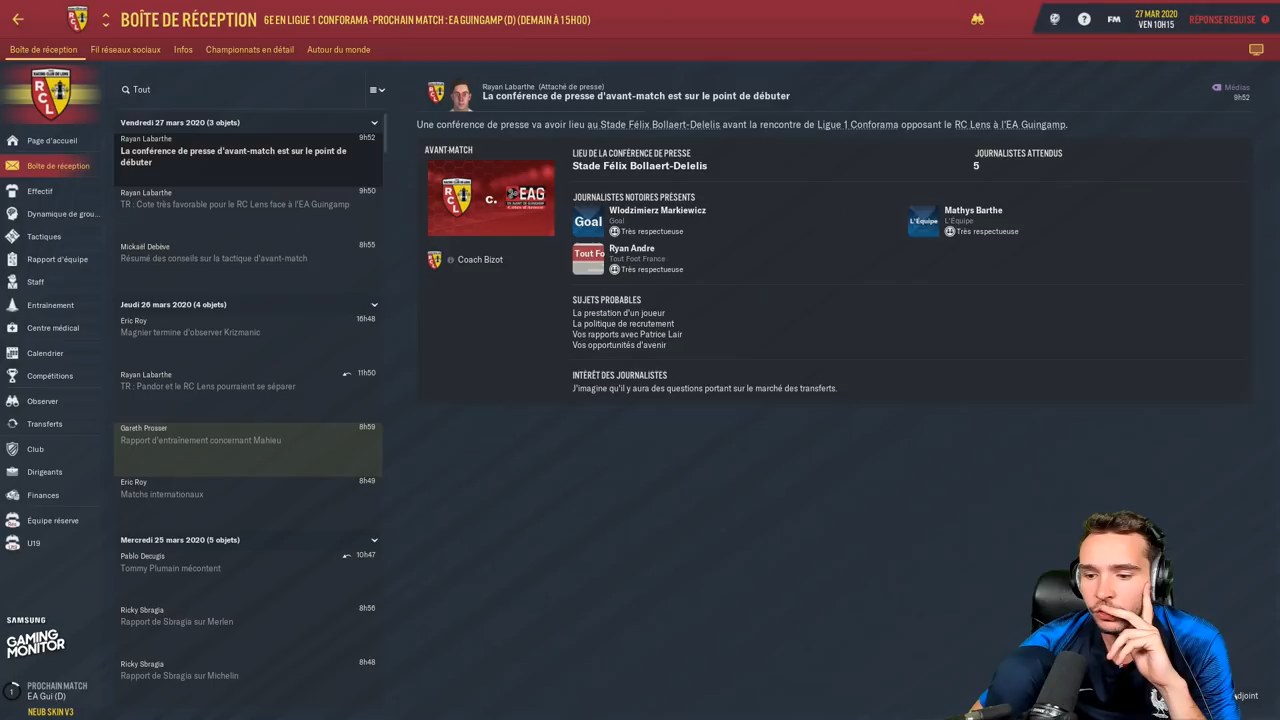 BOÎTE DE RÉCEPTION
6E EN LIGUE 1 CONFORAMA - PROCHAIN MATCH : EA GUINGAMP (D) (DEMAIN À 15H00)
FM
27 MAR 2020
VEN 10H15
RÉPONSE REQUISE
Boîte de réception
Fil réseaux sociaux
Infos
Championnats en détail
Autour du monde
RACING CLUB DE LENS
RCL
Page d'accueil
Boîte de réception
Effectif
Dynamique de grou...
Tactiques
Rapport d'équipe
Staff
Entraînement
Centre médical
Calendrier
Compétitions
Observer
Transferts
Club
Dirigeants
Finances
Équipe réserve
U19
SAMSUNG
GAMING
MONITOR
1
PROCHAIN MATCH
EA Gui (D)
NEUB SKIN V3
Tout
Vendredi 27 mars 2020 (3 objets)
Rayan Labarthe 9h52
La conférence de presse d'avant-match est sur le point de
débuter
Rayan Labarthe 9h50
TR : Cote très favorable pour le RC Lens face à l'EA Guingamp
Mickaël Debève 8h55
Résumé des conseils sur la tactique d'avant-match
Jeudi 26 mars 2020 (4 objets)
Eric Roy 16h48
Magnier termine d'observer Krizmanic
Rayan Labarthe 11h50
TR : Pandor et le RC Lens pourraient se séparer
Gareth Prosser 8h59
Rapport d'entraînement concernant Mahieu
Eric Roy 8h49
Matchs internationaux
Mercredi 25 mars 2020 (5 objets)
Pablo Decugis 10h47
Tommy Plumain mécontent
Ricky Sbragia 8h56
Rapport de Sbragia sur Merlen
Ricky Sbragia 8h48
Rapport de Sbragia sur Michelin
Rayan Labarthe (Attaché de presse)
La conférence de presse d'avant-match est sur le point de débuter
Médias
9h52
Une conférence de presse va avoir lieu au Stade Félix Bollaert-Delelis avant la rencontre de Ligue 1 Conforama opposant le RC Lens à l'EA Guingamp.
AVANT-MATCH
RCL
c.
EAG
Coach Bizot
LIEU DE LA CONFÉRENCE DE PRESSE
Stade Félix Bollaert-Delelis
JOURNALISTES ATTENDUS
5
JOURNALISTES NOTOIRES PRÉSENTS
Goal
Wlodzimierz Markiewicz
Goal
Très respectueuse
L'Équipe
Mathys Barthe
L'Équipe
Très respectueuse
Tout Fo
Ryan Andre
Tout Foot France
Très respectueuse
SUJETS PROBABLES
La prestation d'un joueur
La politique de recrutement
Vos rapports avec Patrice Lair
Vos opportunités d'avenir
INTÉRÊT DES JOURNALISTES
J'imagine qu'il y aura des questions portant sur le marché des transferts.